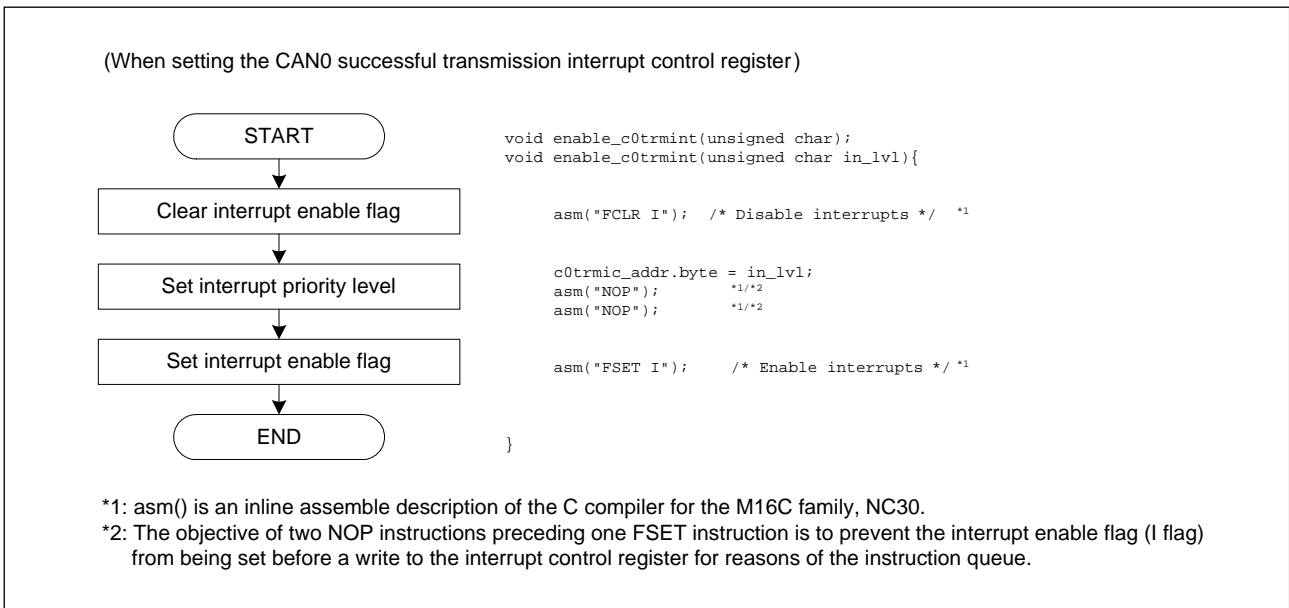 (When setting the CAN0 successful transmission interrupt control register)
START
void enable_c0trmint(unsigned char);
void enable_c0trmint(unsigned char in_lvl){
Clear interrupt enable flag
asm("FCLR I");  /* Disable interrupts */  *1
Set interrupt priority level
c0trmic_addr.byte = in_lvl;
asm("NOP");  *1/*2
asm("NOP");  *1/*2
Set interrupt enable flag
asm("FSET I");  /* Enable interrupts */ *1
END
}
*1: asm() is an inline assemble description of the C compiler for the M16C family, NC30.
*2: The objective of two NOP instructions preceding one FSET instruction is to prevent the interrupt enable flag (I flag)
from being set before a write to the interrupt control register for reasons of the instruction queue.